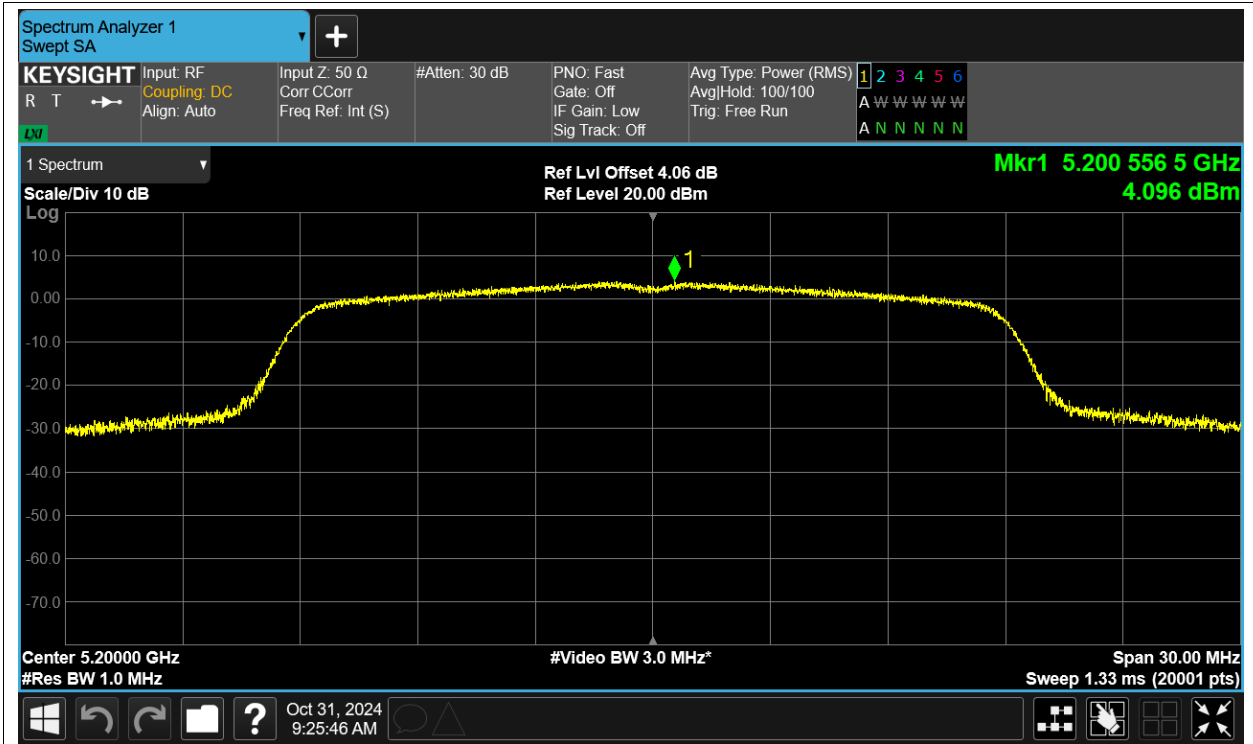 Spectrum Analyzer 1
Swept SA
KEYSIGHT
R T
LXI
Input: RF
Coupling: DC
Align: Auto
Input Z: 50 Ω
Corr CCorr
Freq Ref: Int (S)
#Atten: 30 dB
PNO: Fast
Gate: Off
IF Gain: Low
Sig Track: Off
Avg Type: Power (RMS)
Avg|Hold: 100/100
Trig: Free Run
1 2 3 4 5 6
A W W W W W
A N N N N N
1 Spectrum
Scale/Div 10 dB
Log
Ref Lvl Offset 4.06 dB
Ref Level 20.00 dBm
Mkr1 5.200 556 5 GHz
4.096 dBm
1
10.0
0.00
-10.0
-20.0
-30.0
-40.0
-50.0
-60.0
-70.0
Center 5.20000 GHz
#Res BW 1.0 MHz
#Video BW 3.0 MHz*
Span 30.00 MHz
Sweep 1.33 ms (20001 pts)
?
Oct 31, 2024
9:25:46 AM